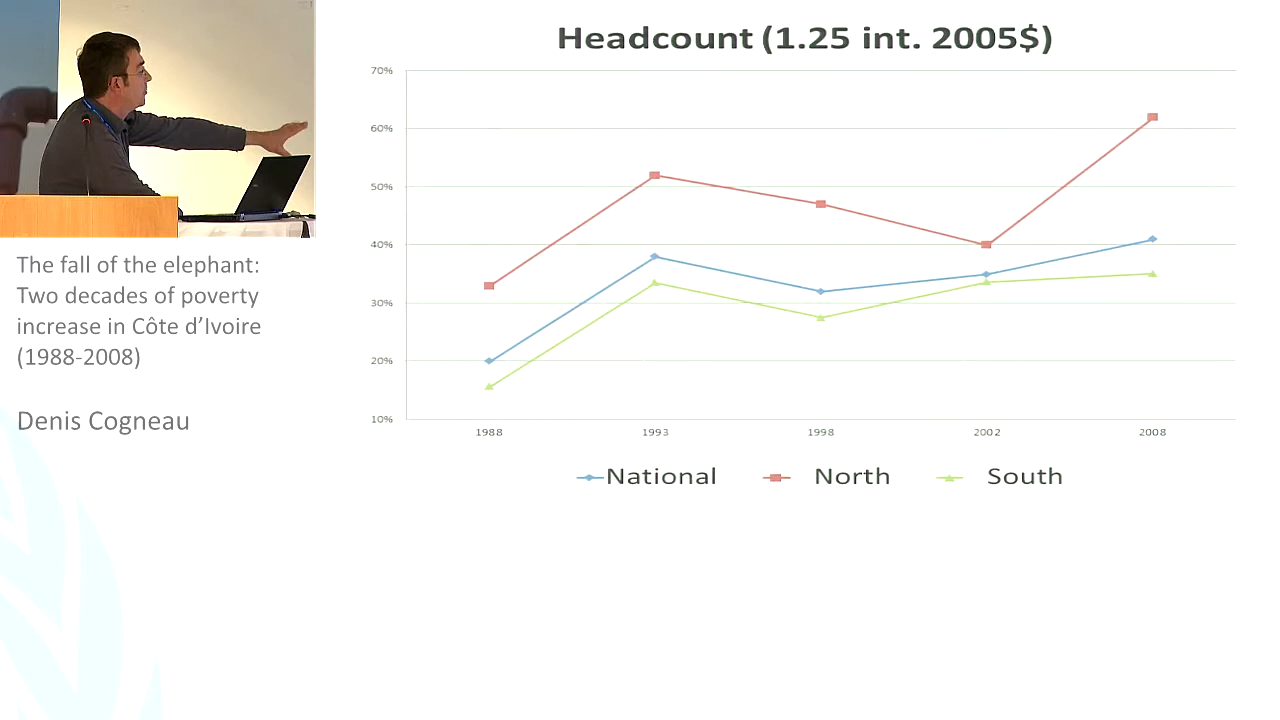 The fall of the elephant:
Two decades of poverty
increase in Côte d’Ivoire
(1988-2008)
Denis Cogneau
Headcount (1.25 int. 2005$)
70%
60%
50%
40%
30%
20%
10%
1988 1993 1998 2002 2008
National North South